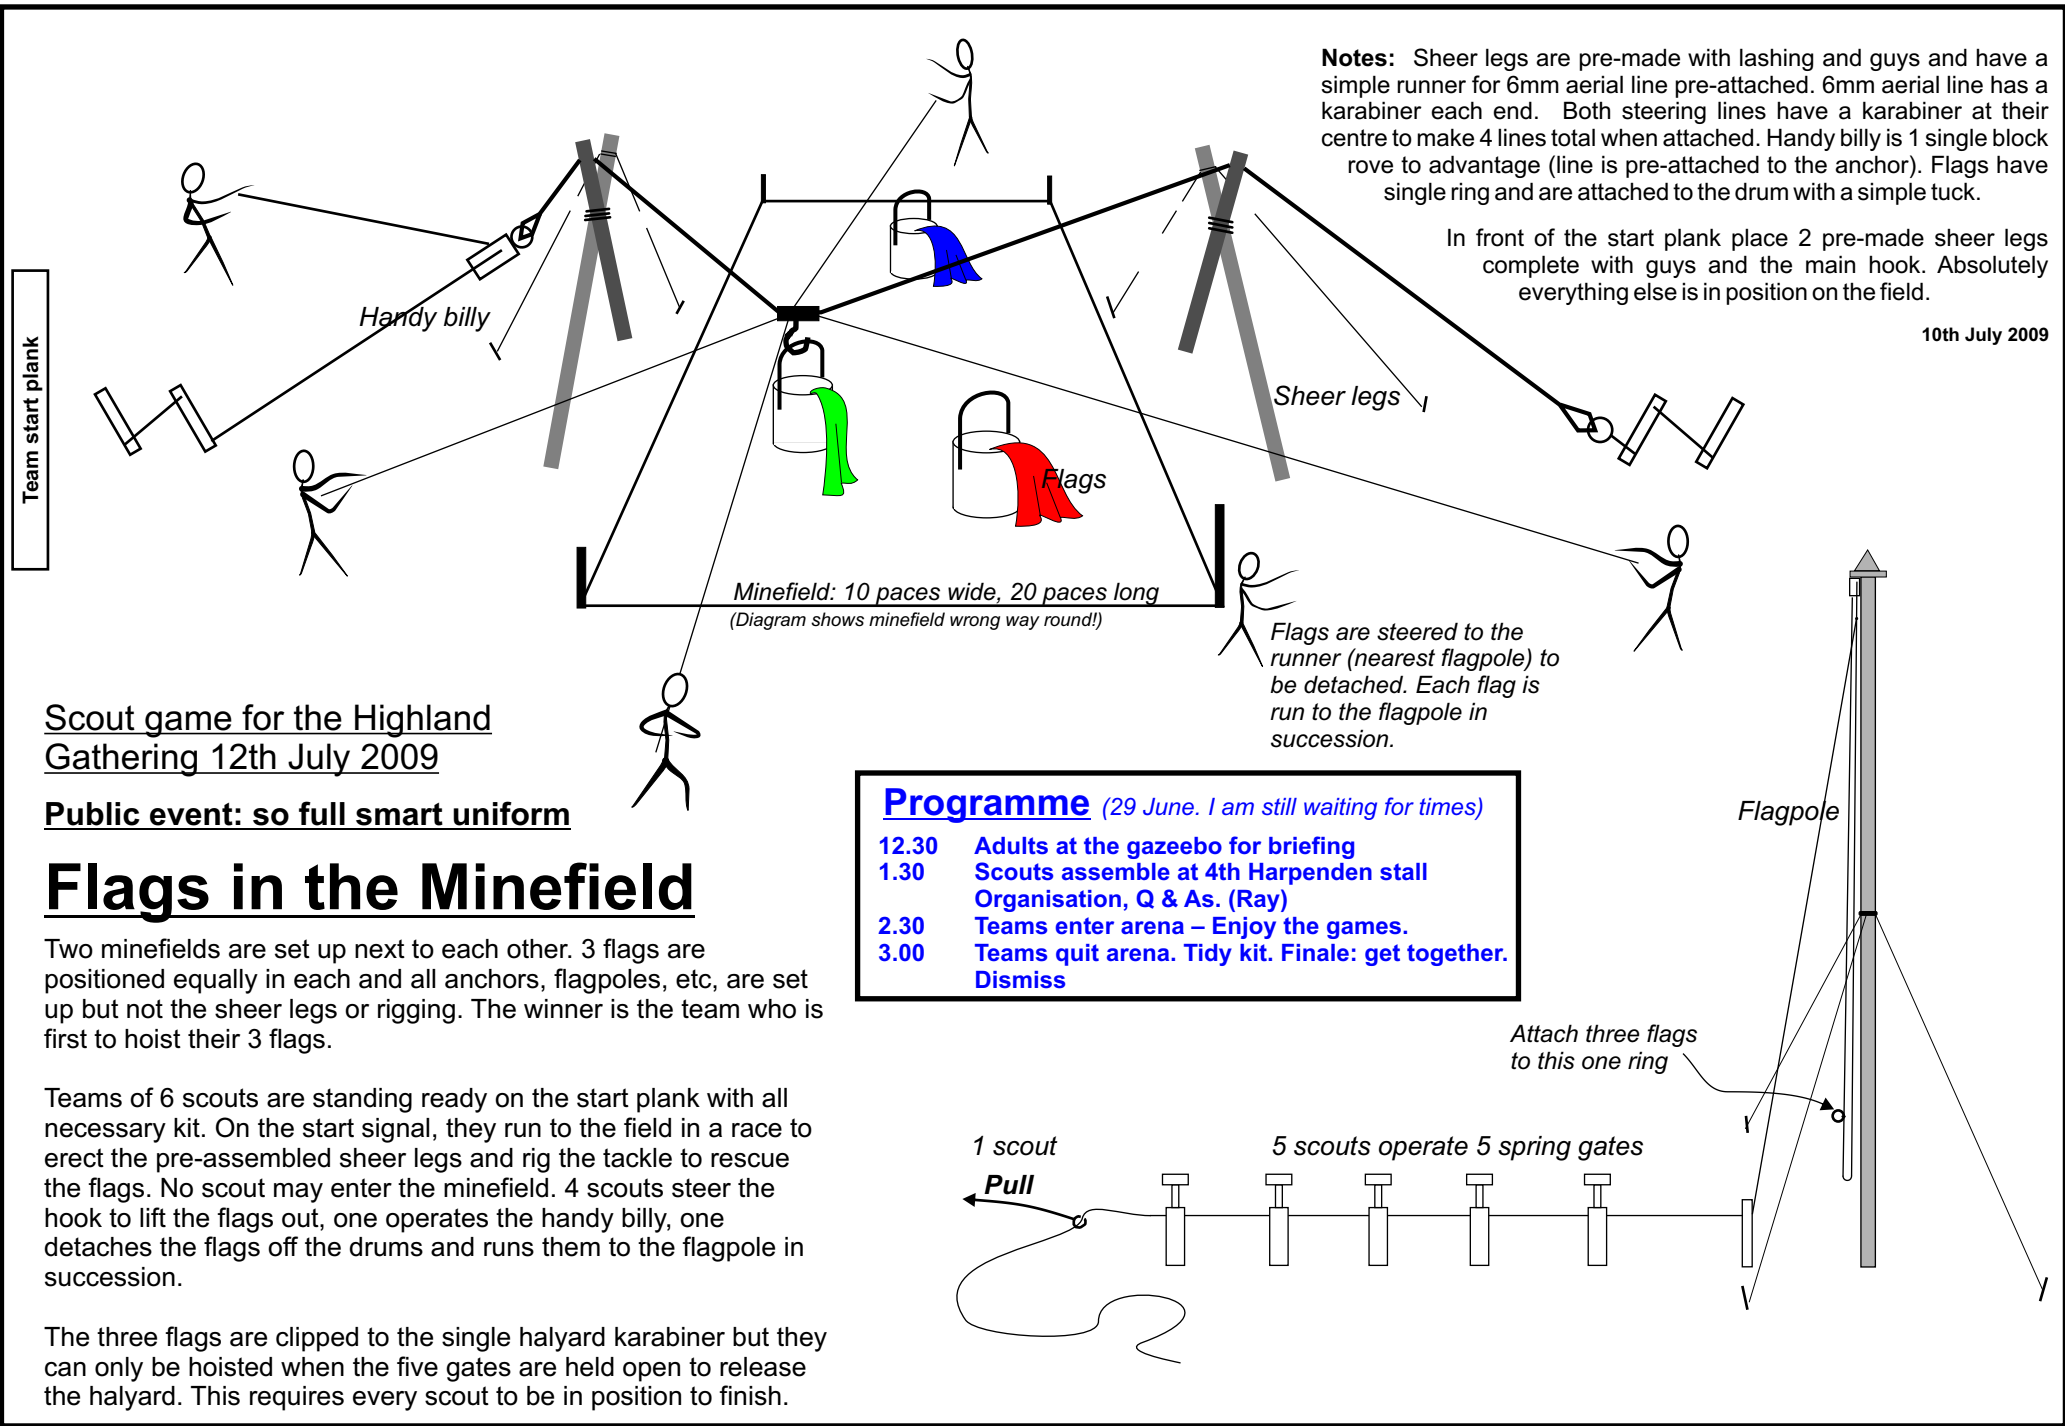 Notes: Sheer legs are pre-made with lashing and guys and have a
simple runner for 6mm aerial line pre-attached. 6mm aerial line has a
karabiner each end. Both steering lines have a karabiner at their
centre to make 4 lines total when attached. Handy billy is 1 single block
rove to advantage (line is pre-attached to the anchor). Flags have
single ring and are attached to the drum with a simple tuck.
In front of the start plank place 2 pre-made sheer legs
complete with guys and the main hook. Absolutely
everything else is in position on the field.
10th July 2009
Team start plank
Handy billy
Sheer legs
Flags
Minefield: 10 paces wide, 20 paces long
(Diagram shows minefield wrong way round!)
Flags are steered to the
runner (nearest flagpole) to
be detached. Each flag is
run to the flagpole in
succession.
Scout game for the Highland
Gathering 12th July 2009
Public event: so full smart uniform
Flags in the Minefield
Two minefields are set up next to each other. 3 flags are
positioned equally in each and all anchors, flagpoles, etc, are set
up but not the sheer legs or rigging. The winner is the team who is
first to hoist their 3 flags.
Teams of 6 scouts are standing ready on the start plank with all
necessary kit. On the start signal, they run to the field in a race to
erect the pre-assembled sheer legs and rig the tackle to rescue
the flags. No scout may enter the minefield. 4 scouts steer the
hook to lift the flags out, one operates the handy billy, one
detaches the flags off the drums and runs them to the flagpole in
succession.
The three flags are clipped to the single halyard karabiner but they
can only be hoisted when the five gates are held open to release
the halyard. This requires every scout to be in position to finish.
Programme (29 June. I am still waiting for times)
12.30 Adults at the gazeebo for briefing
1.30 Scouts assemble at 4th Harpenden stall
Organisation, Q & As. (Ray)
2.30 Teams enter arena – Enjoy the games.
3.00 Teams quit arena. Tidy kit. Finale: get together.
Dismiss
Flagpole
Attach three flags
to this one ring
1 scout
Pull
5 scouts operate 5 spring gates